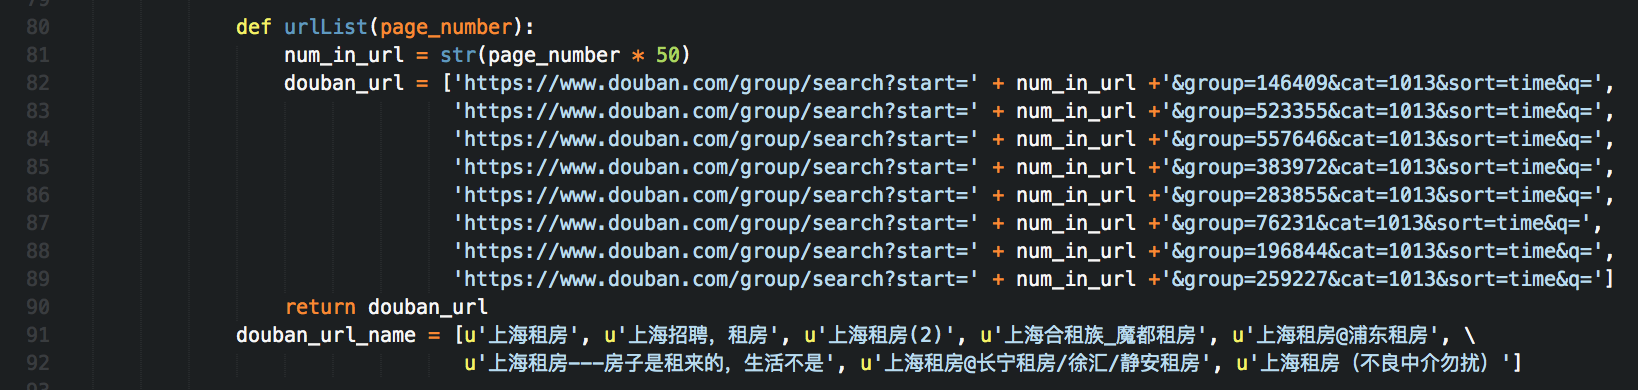 80 def urlList(page_number):
81 num_in_url = str(page_number * 50)
82 douban_url = ['https://www.douban.com/group/search?start=' + num_in_url +'&group=146409&cat=1013&sort=time&q=',
83 'https://www.douban.com/group/search?start=' + num_in_url +'&group=523355&cat=1013&sort=time&q=',
84 'https://www.douban.com/group/search?start=' + num_in_url +'&group=557646&cat=1013&sort=time&q=',
85 'https://www.douban.com/group/search?start=' + num_in_url +'&group=383972&cat=1013&sort=time&q=',
86 'https://www.douban.com/group/search?start=' + num_in_url +'&group=283855&cat=1013&sort=time&q=',
87 'https://www.douban.com/group/search?start=' + num_in_url +'&group=76231&cat=1013&sort=time&q=',
88 'https://www.douban.com/group/search?start=' + num_in_url +'&group=196844&cat=1013&sort=time&q=',
89 'https://www.douban.com/group/search?start=' + num_in_url +'&group=259227&cat=1013&sort=time&q=']
90 return douban_url
91 douban_url_name = [u'上海租房', u'上海招聘，租房', u'上海租房(2)', u'上海合租族_魔都租房', u'上海租房@浦东租房', \
92 u'上海租房---房子是租来的，生活不是', u'上海租房@长宁租房/徐汇/静安租房', u'上海租房（不良中介勿扰）']